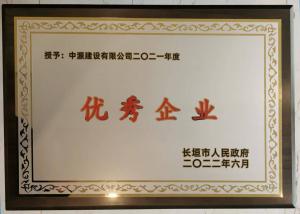 授予：中源建设有限公司二〇二一年度
优秀企业
长垣市人民政府
二〇二二年六月